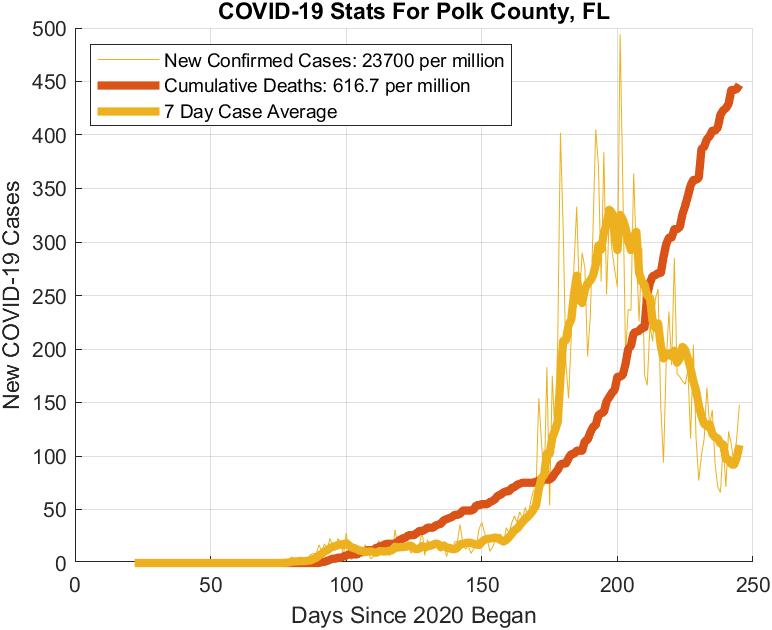 COVID-19 Stats For Polk County, FL
New Confirmed Cases: 23700 per million
Cumulative Deaths: 616.7 per million
7 Day Case Average
New COVID-19 Cases
500
450
400
350
300
250
200
150
100
50
0
0 50 100 150 200 250
Days Since 2020 Began